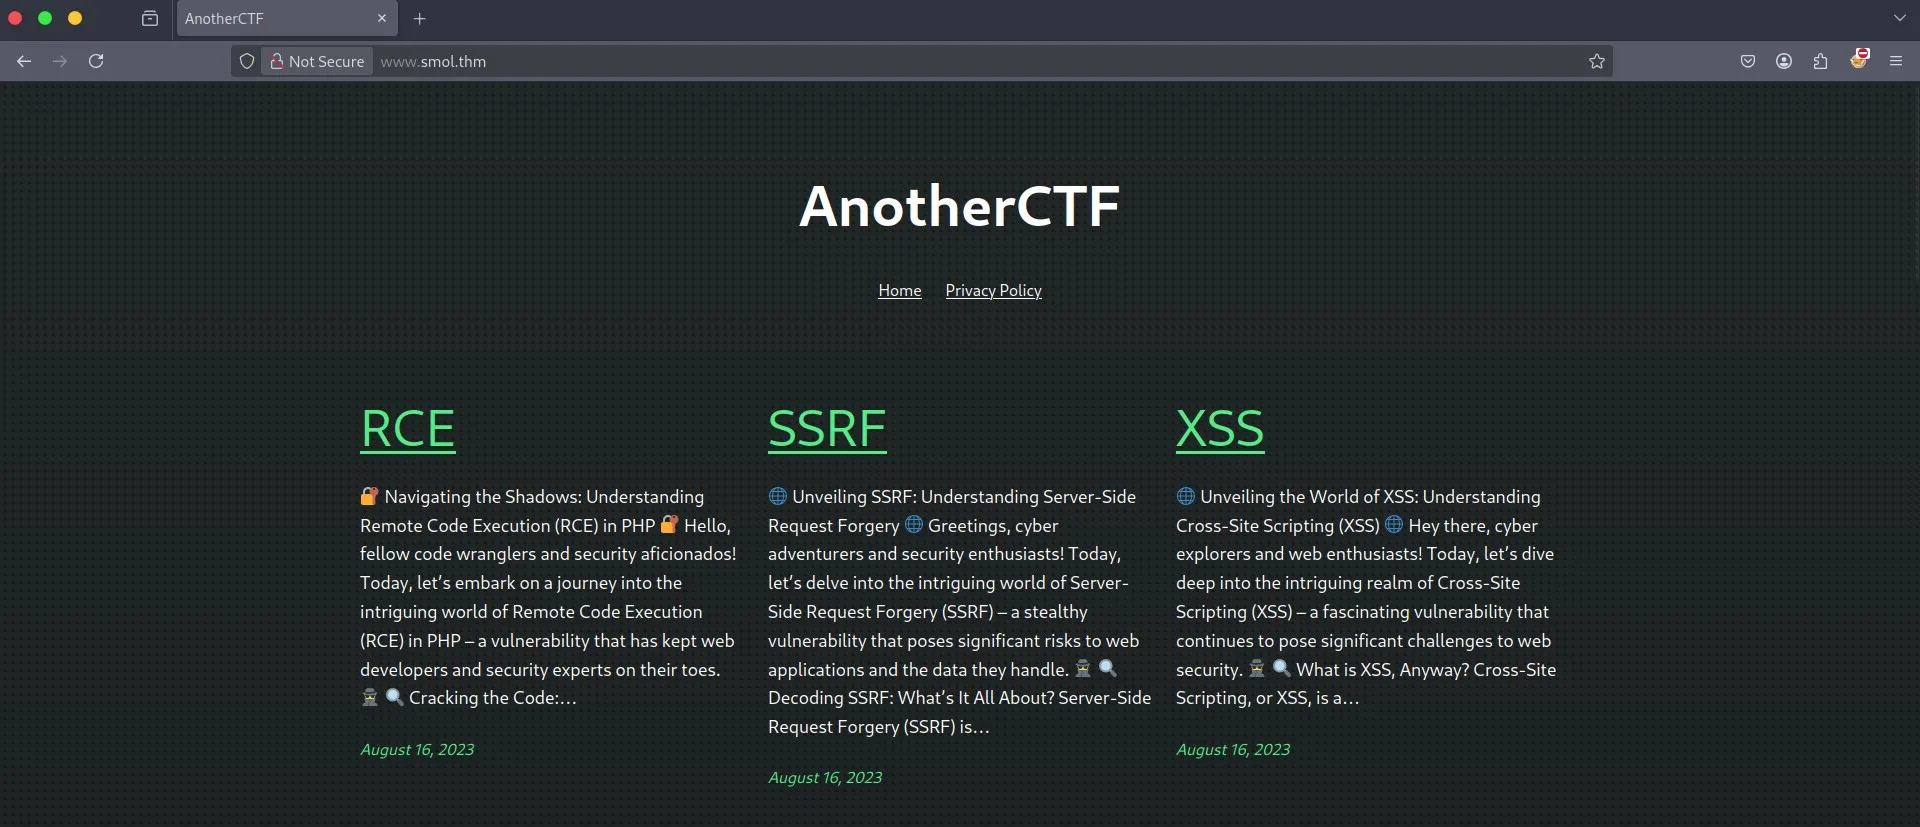 AnotherCTF
Not Secure www.smol.thm
AnotherCTF
Home Privacy Policy
RCE
🔐 Navigating the Shadows: Understanding
Remote Code Execution (RCE) in PHP 🔐 Hello,
fellow code wranglers and security aficionados!
Today, let’s embark on a journey into the
intriguing world of Remote Code Execution
(RCE) in PHP – a vulnerability that has kept web
developers and security experts on their toes.
🕵️ 🔍 Cracking the Code:…
August 16, 2023
SSRF
🌐 Unveiling SSRF: Understanding Server-Side
Request Forgery 🌐 Greetings, cyber
adventurers and security enthusiasts! Today,
let’s delve into the intriguing world of Server-
Side Request Forgery (SSRF) – a stealthy
vulnerability that poses significant risks to web
applications and the data they handle. 🕵️ 🔍
Decoding SSRF: What’s It All About? Server-Side
Request Forgery (SSRF) is…
August 16, 2023
XSS
🌐 Unveiling the World of XSS: Understanding
Cross-Site Scripting (XSS) 🌐 Hey there, cyber
explorers and web enthusiasts! Today, let’s dive
deep into the intriguing realm of Cross-Site
Scripting (XSS) – a fascinating vulnerability that
continues to pose significant challenges to web
security. 🕵️ 🔍 What is XSS, Anyway? Cross-Site
Scripting, or XSS, is a…
August 16, 2023